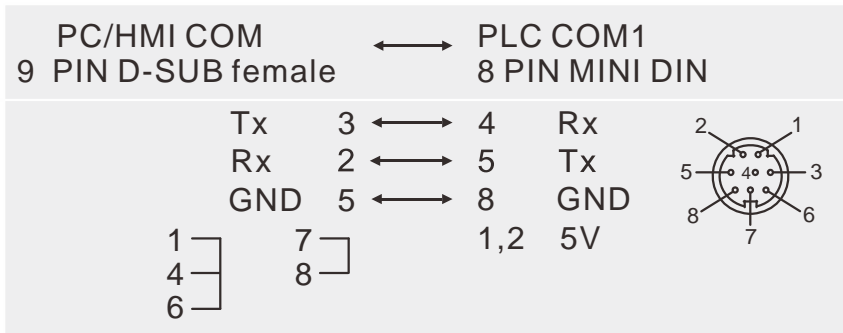 PC/HMI COM ↔ PLC COM1
9 PIN D-SUB female 8 PIN MINI DIN
Tx 3 ↔ 4 Rx
Rx 2 ↔ 5 Tx
GND 5 ↔ 8 GND
1 7 1,2 5V
4 8
6
2 1
5 4 3
8 6
7